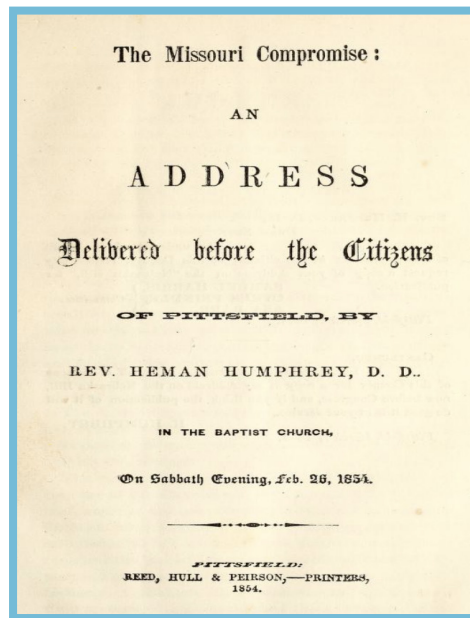 The Missouri Compromise:
AN
ADDRESS
Delivered before the Citizens
OF PITTSFIELD, BY
REV. HEMAN HUMPHREY, D. D.
IN THE BAPTIST CHURCH,
On Sabbath Evening, Feb. 26, 1854.
PITTSFIELD:
REED, HULL & PEIRSON,—PRINTERS,
1854.